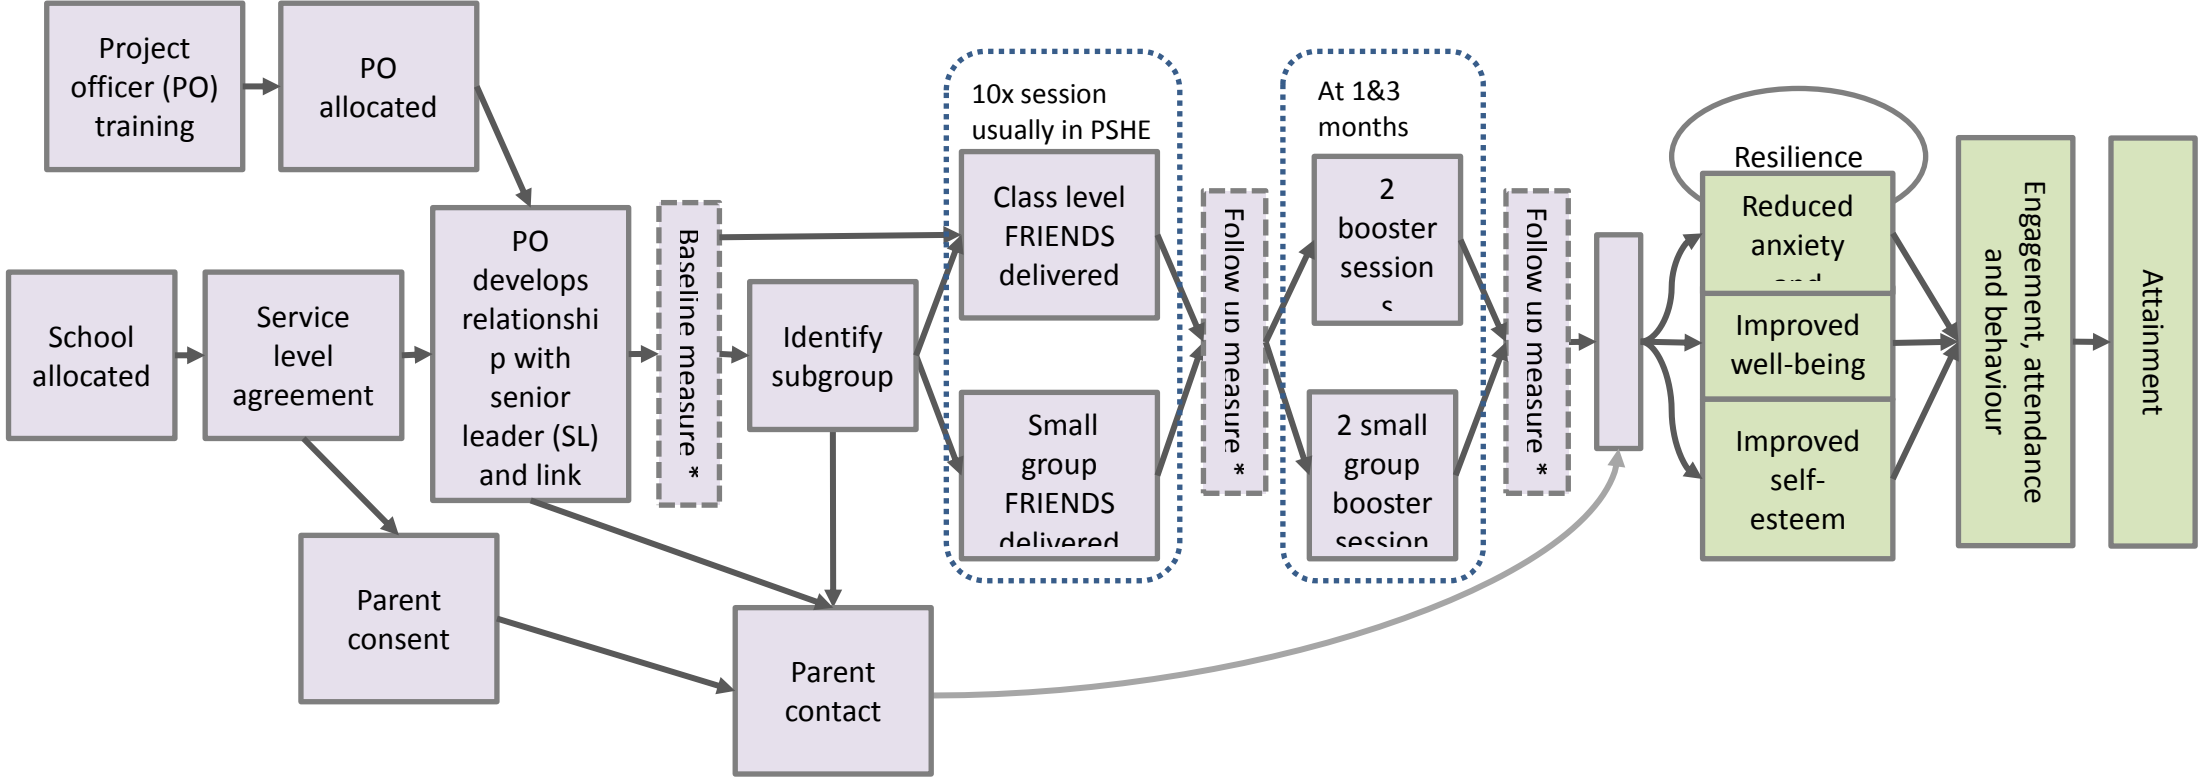 Project
officer (PO)
training
PO
allocated
School
allocated
Service
level
agreement
PO
develops
relationshi
p with
senior
leader (SL)
and link
Baseline measure *
Identify
subgroup
Parent
consent
Parent
contact
10x session
usually in PSHE
Class level
FRIENDS
delivered
Small
group
FRIENDS
delivered
Follow up measure *
At 1&3
months
2
booster
session
s
2 small
group
booster
session
Follow up measure *
Resilience
Reduced
anxiety
and
Improved
well-being
Improved
self-
esteem
Engagement, attendance
and behaviour
Attainment